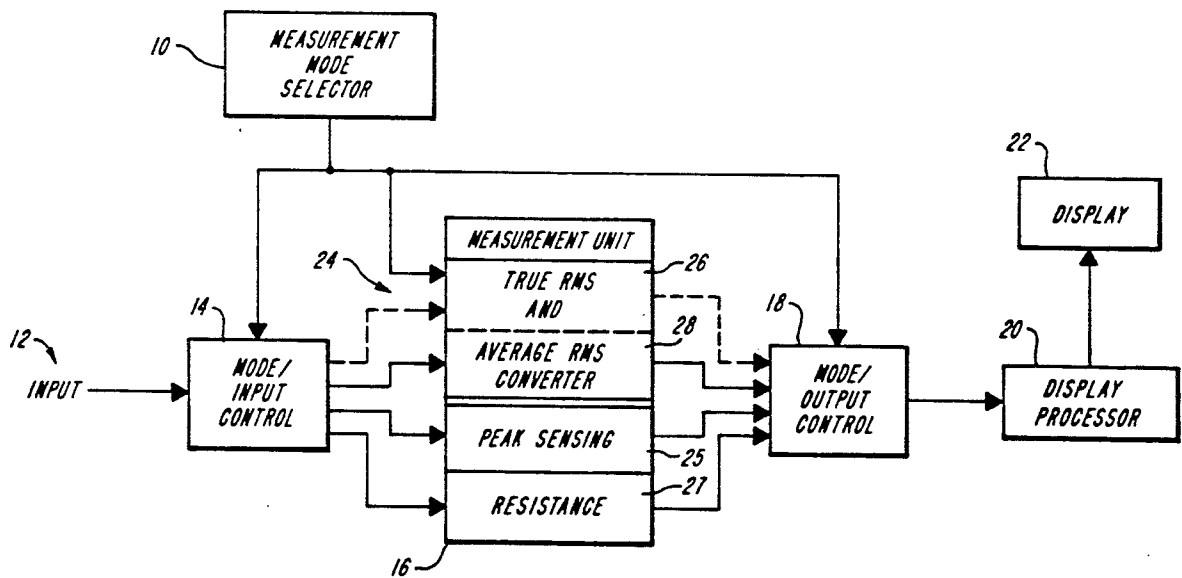 10
MEASUREMENT
MODE
SELECTOR
22
DISPLAY
MEASUREMENT UNIT
24
TRUE RMS
AND
26
AVERAGE RMS
CONVERTER
28
12
INPUT
14
MODE/
INPUT
CONTROL
PEAK SENSING
25
RESISTANCE
27
16
18
MODE/
OUTPUT
CONTROL
20
DISPLAY
PROCESSOR